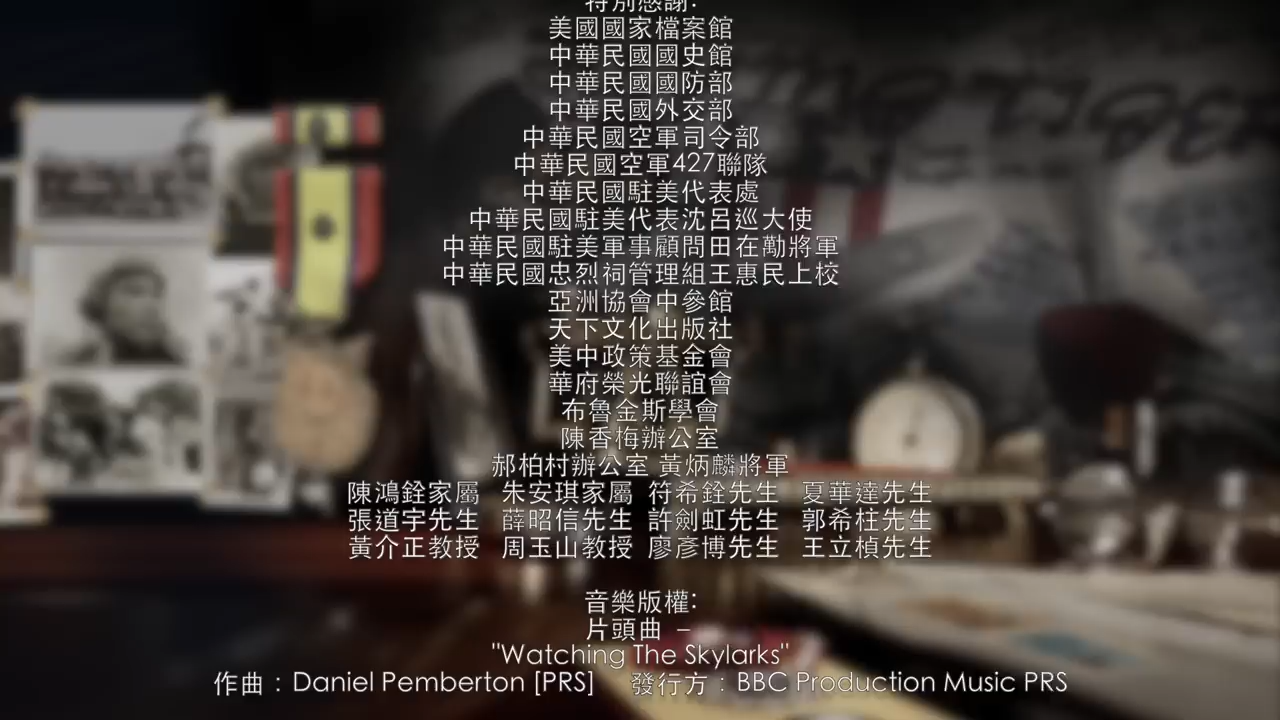 特別感謝:
美國國家檔案館
中華民國國史館
中華民國國防部
中華民國外交部
中華民國空軍司令部
中華民國空軍427聯隊
中華民國駐美代表處
中華民國駐美代表沈呂巡大使
中華民國駐美軍事顧問田在勱將軍
中華民國忠烈祠管理組王惠民上校
亞洲協會中參館
天下文化出版社
美中政策基金會
華府榮光聯誼會
布魯金斯學會
陳香梅辦公室
郝柏村辦公室 黃炳麟將軍
陳鴻銓家屬 朱安琪家屬 符希銓先生 夏華達先生
張道宇先生 薛昭信先生 許劍虹先生 郭希柱先生
黃介正教授 周玉山教授 廖彥博先生 王立楨先生
音樂版權:
片頭曲 –
"Watching The Skylarks"
作曲：Daniel Pemberton [PRS] 發行方：BBC Production Music PRS